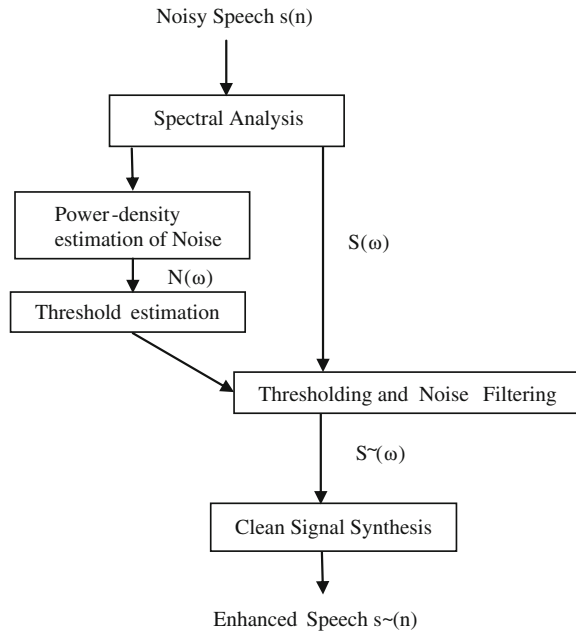 Noisy Speech s(n)
Spectral Analysis
Power-density
estimation of Noise
S(ω)
N(ω)
Threshold estimation
Thresholding and Noise Filtering
S~(ω)
Clean Signal Synthesis
Enhanced Speech s~(n)